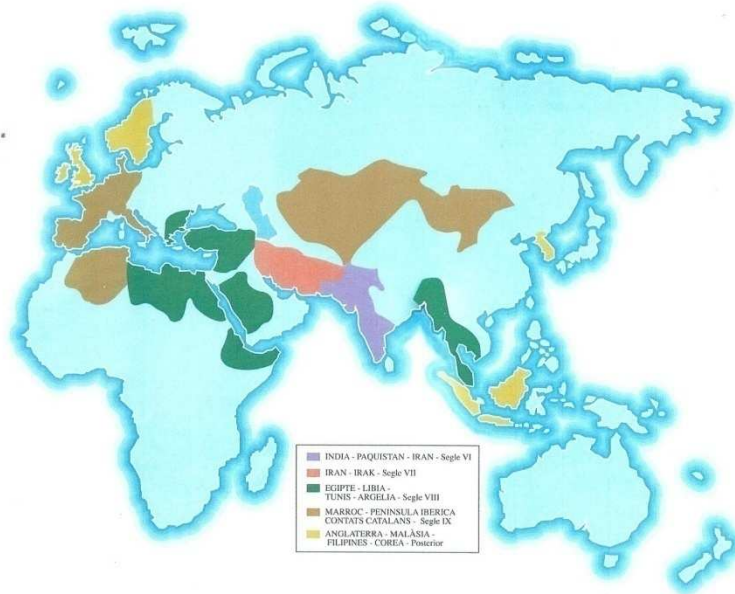 INDIA - PAQUISTAN - IRAN - Segle VI
IRAN - IRAK - Segle VII
EGIPTE - LIBIA -
TUNIS - ARGELIA - Segle VIII
MARROC - PENINSULA IBERICA
CONTATS CATALANS - Segle IX
ANGLATERRA - MALÀSIA -
FILIPINES - COREA - Posterior